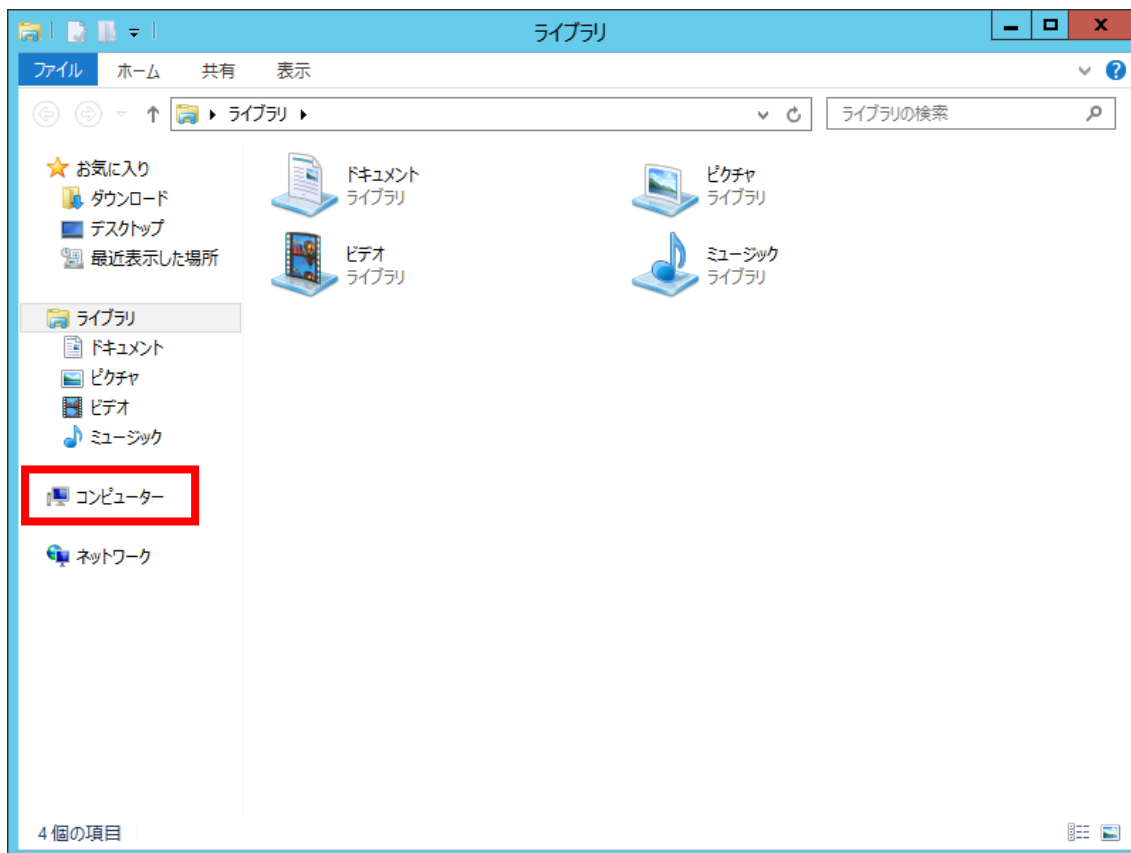 ライブラリ
ファイル ホーム 共有 表示
ライブラリ
ライブラリの検索
お気に入り
ダウンロード
デスクトップ
最近表示した場所
ライブラリ
ドキュメント
ピクチャ
ビデオ
ミュージック
コンピューター
ネットワーク
ドキュメント
ライブラリ
ピクチャ
ライブラリ
ビデオ
ライブラリ
ミュージック
ライブラリ
4 個の項目